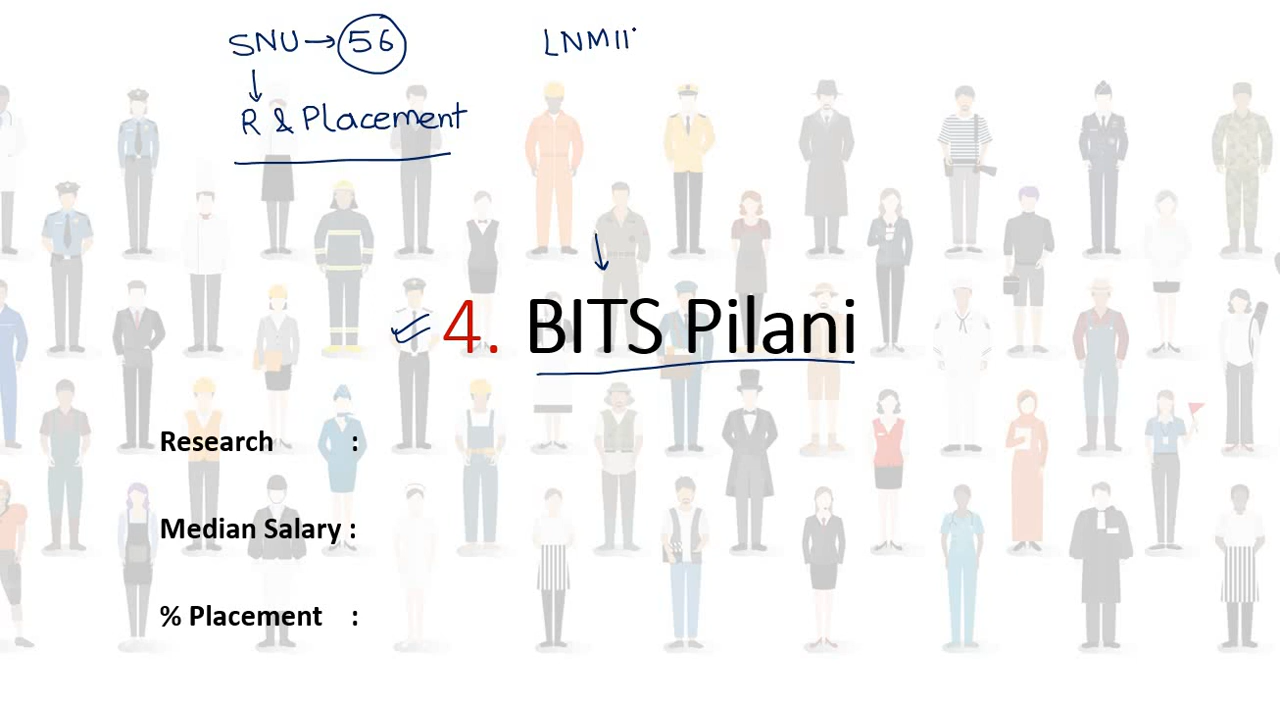 SNU → 56
↓
R & Placement
LNMII
4. BITS Pilani
Research :
Median Salary :
% Placement :